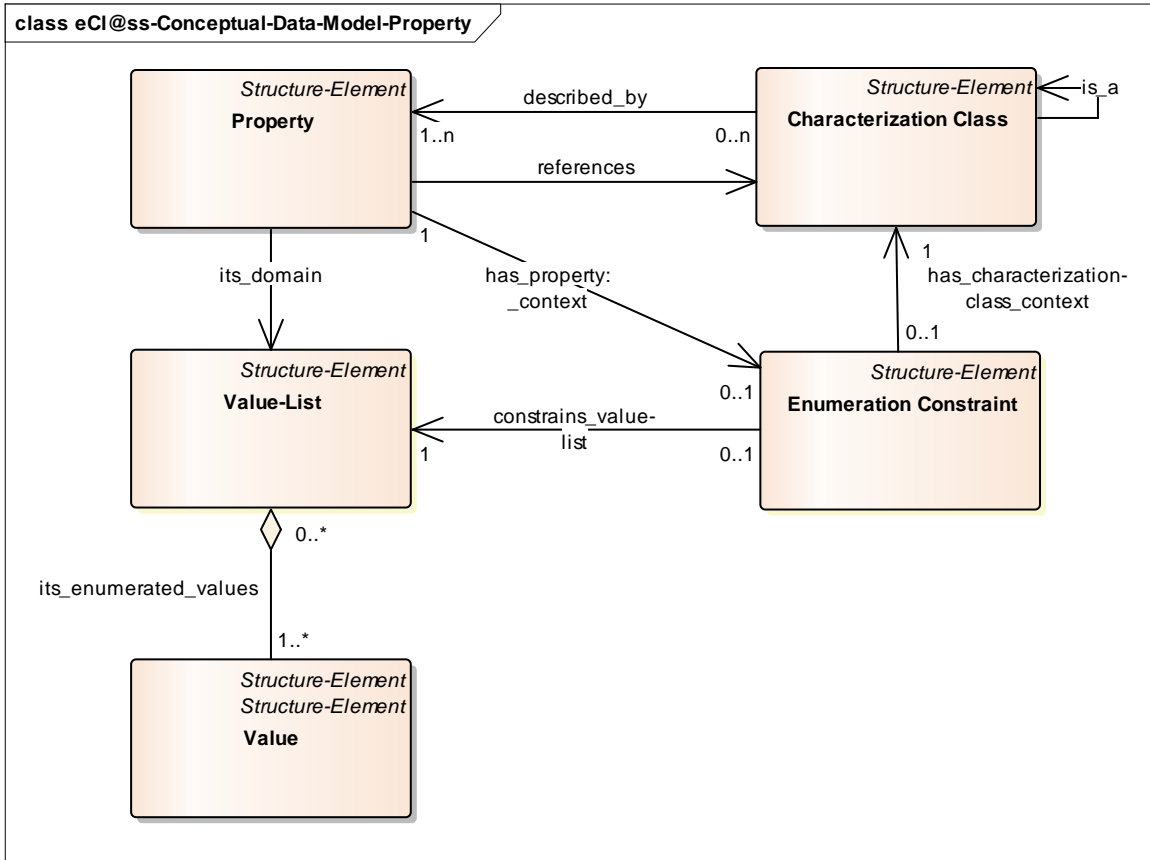 class eCl@ss-Conceptual-Data-Model-Property
Structure-Element
Property
described_by
1..n
0..n
Structure-Element
Characterization Class
is_a
references
1
its_domain
has_property:
_context
1
has_characterization-
class_context
0..1
Structure-Element
Value-List
constrains_value-
list
1
0..1
0..1
Structure-Element
Enumeration Constraint
0..*
its_enumerated_values
1..*
Structure-Element
Structure-Element
Value